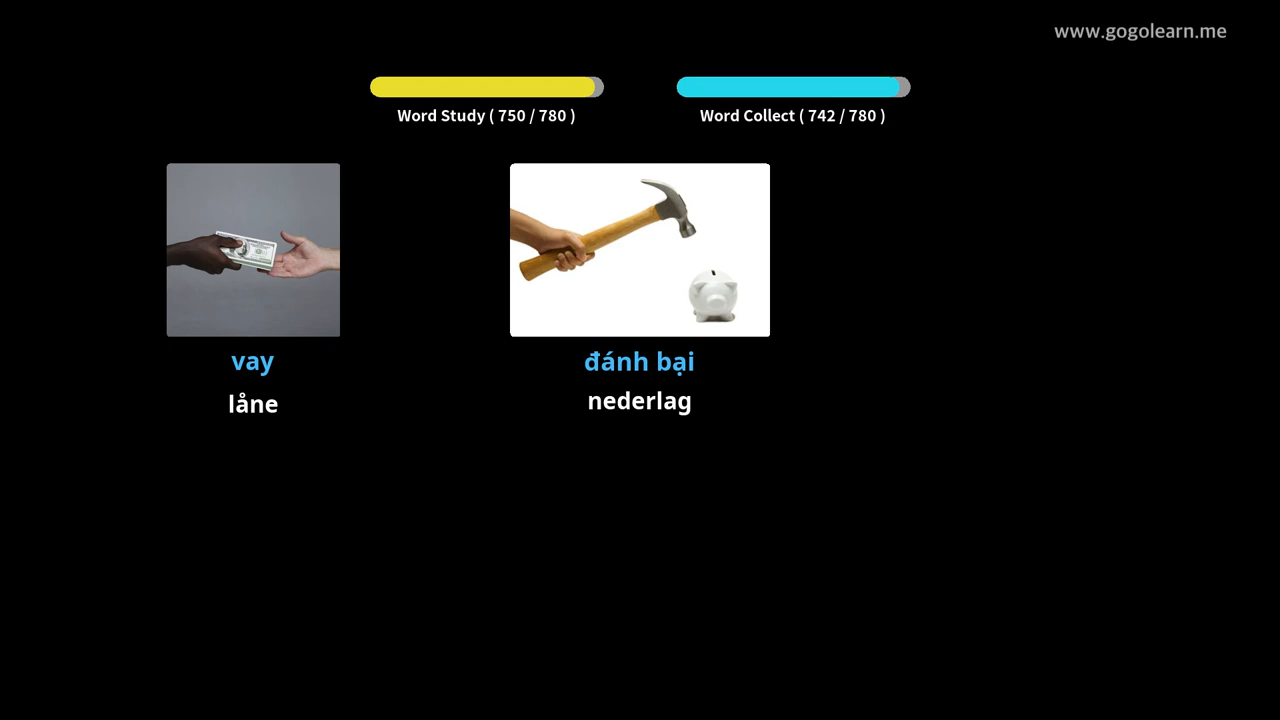 www.gogolearn.me
Word Study ( 750 / 780 )
Word Collect ( 742 / 780 )
vay
đánh bại
låne
nederlag